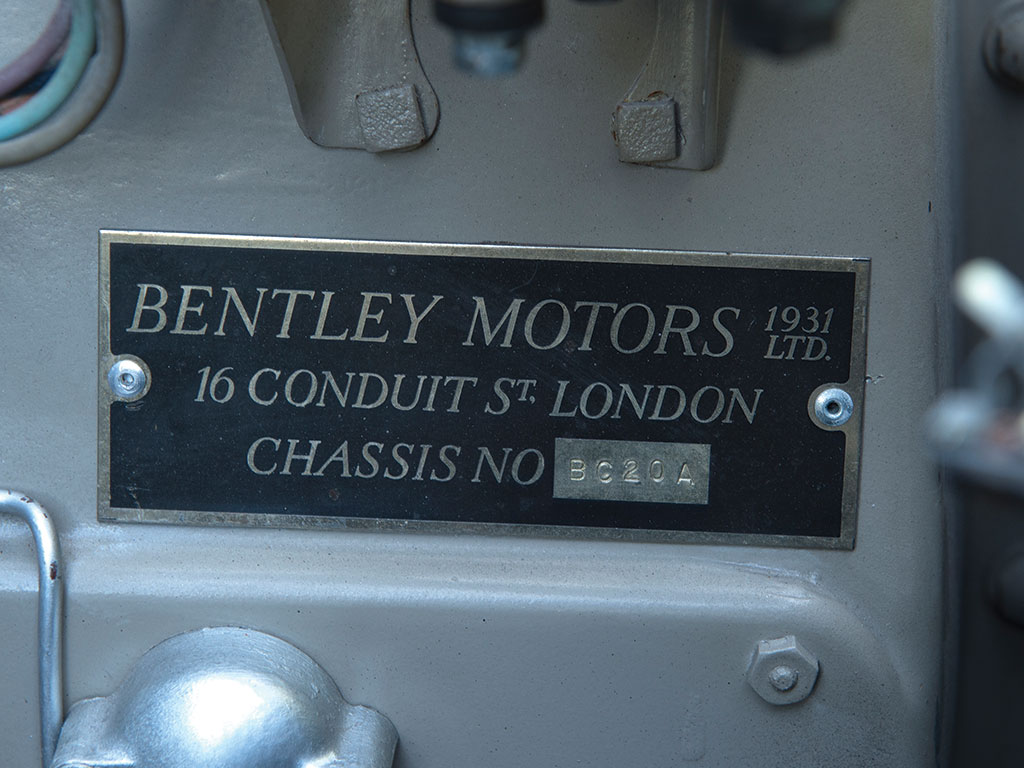 BENTLEY MOTORS 1931 LTD.
16 CONDUIT ST. LONDON
CHASSIS NO BC20A